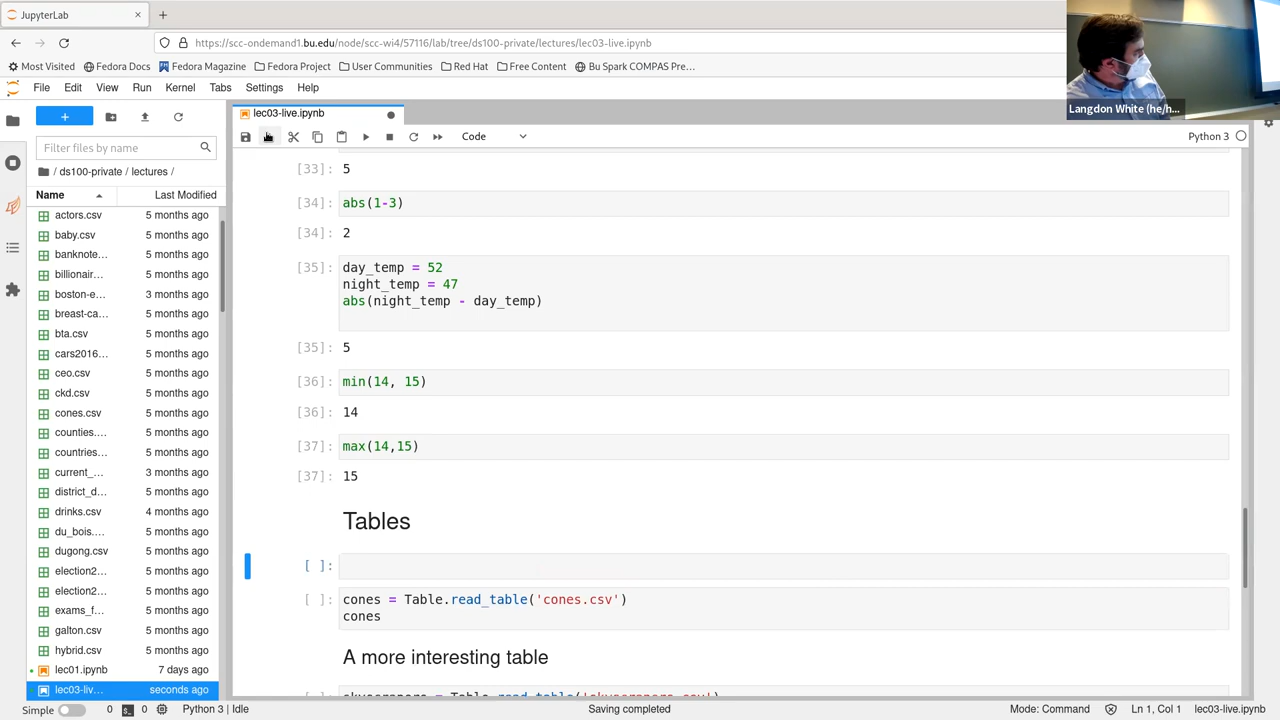 JupyterLab
https://scc-ondemand1.bu.edu/node/scc-wi4/57116/lab/tree/ds100-private/lectures/lec03-live.ipynb
Most Visited Fedora Docs Fedora Magazine Fedora Project User Communities Red Hat Free Content Bu Spark COMPAS Pre…
Langdon White (he/h...
File Edit View Run Kernel Tabs Settings Help
lec03-live.ipynb
Code
Python 3
Filter files by name
/ ds100-private / lectures /
Name Last Modified
actors.csv 5 months ago
baby.csv 5 months ago
banknote... 5 months ago
billionair... 5 months ago
boston-e... 3 months ago
breast-ca... 5 months ago
bta.csv 5 months ago
cars2016... 5 months ago
ceo.csv 5 months ago
ckd.csv 5 months ago
cones.csv 5 months ago
counties.... 5 months ago
countries... 5 months ago
current_... 3 months ago
district_d... 5 months ago
drinks.csv 4 months ago
du_bois.... 5 months ago
dugong.csv 5 months ago
election2... 5 months ago
election2... 5 months ago
exams_f... 5 months ago
galton.csv 5 months ago
hybrid.csv 5 months ago
lec01.ipynb 7 days ago
lec03-liv... seconds ago
[33]: 5
[34]: abs(1-3)
[34]: 2
[35]: day_temp = 52
night_temp = 47
abs(night_temp - day_temp)
[35]: 5
[36]: min(14, 15)
[36]: 14
[37]: max(14,15)
[37]: 15
Tables
[ ]:
[ ]: cones = Table.read_table('cones.csv')
cones
A more interesting table
Simple 0 0 Python 3 | Idle Saving completed Mode: Command Ln 1, Col 1 lec03-live.ipynb